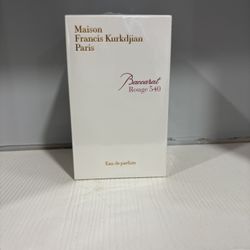 Maison
Francis Kurkdjian
Paris
Baccarat
Rouge 540
Eau de parfum